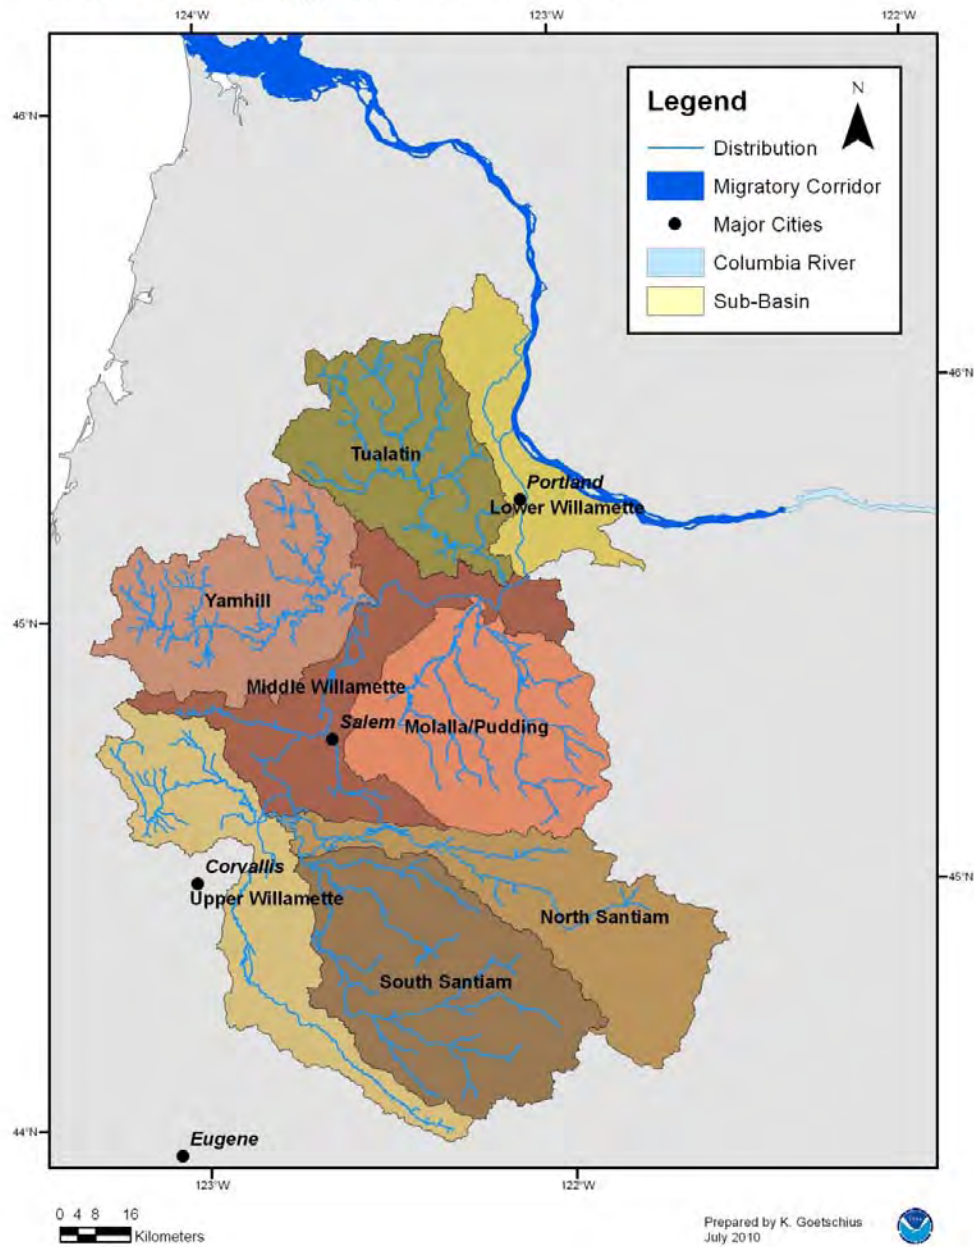 124°W 123°W 122°W
46°N
Legend
N
Distribution
Migratory Corridor
Major Cities
Columbia River
Sub-Basin
46°N
Tualatin
Portland
Lower Willamette
Yamhill
45°N
Middle Willamette
Salem
Molalla/Pudding
Corvallis
45°N
Upper Willamette
North Santiam
South Santiam
44°N
Eugene
123°W 122°W
0 4 8 16
Kilometers
Prepared by K. Goetschius
July 2010